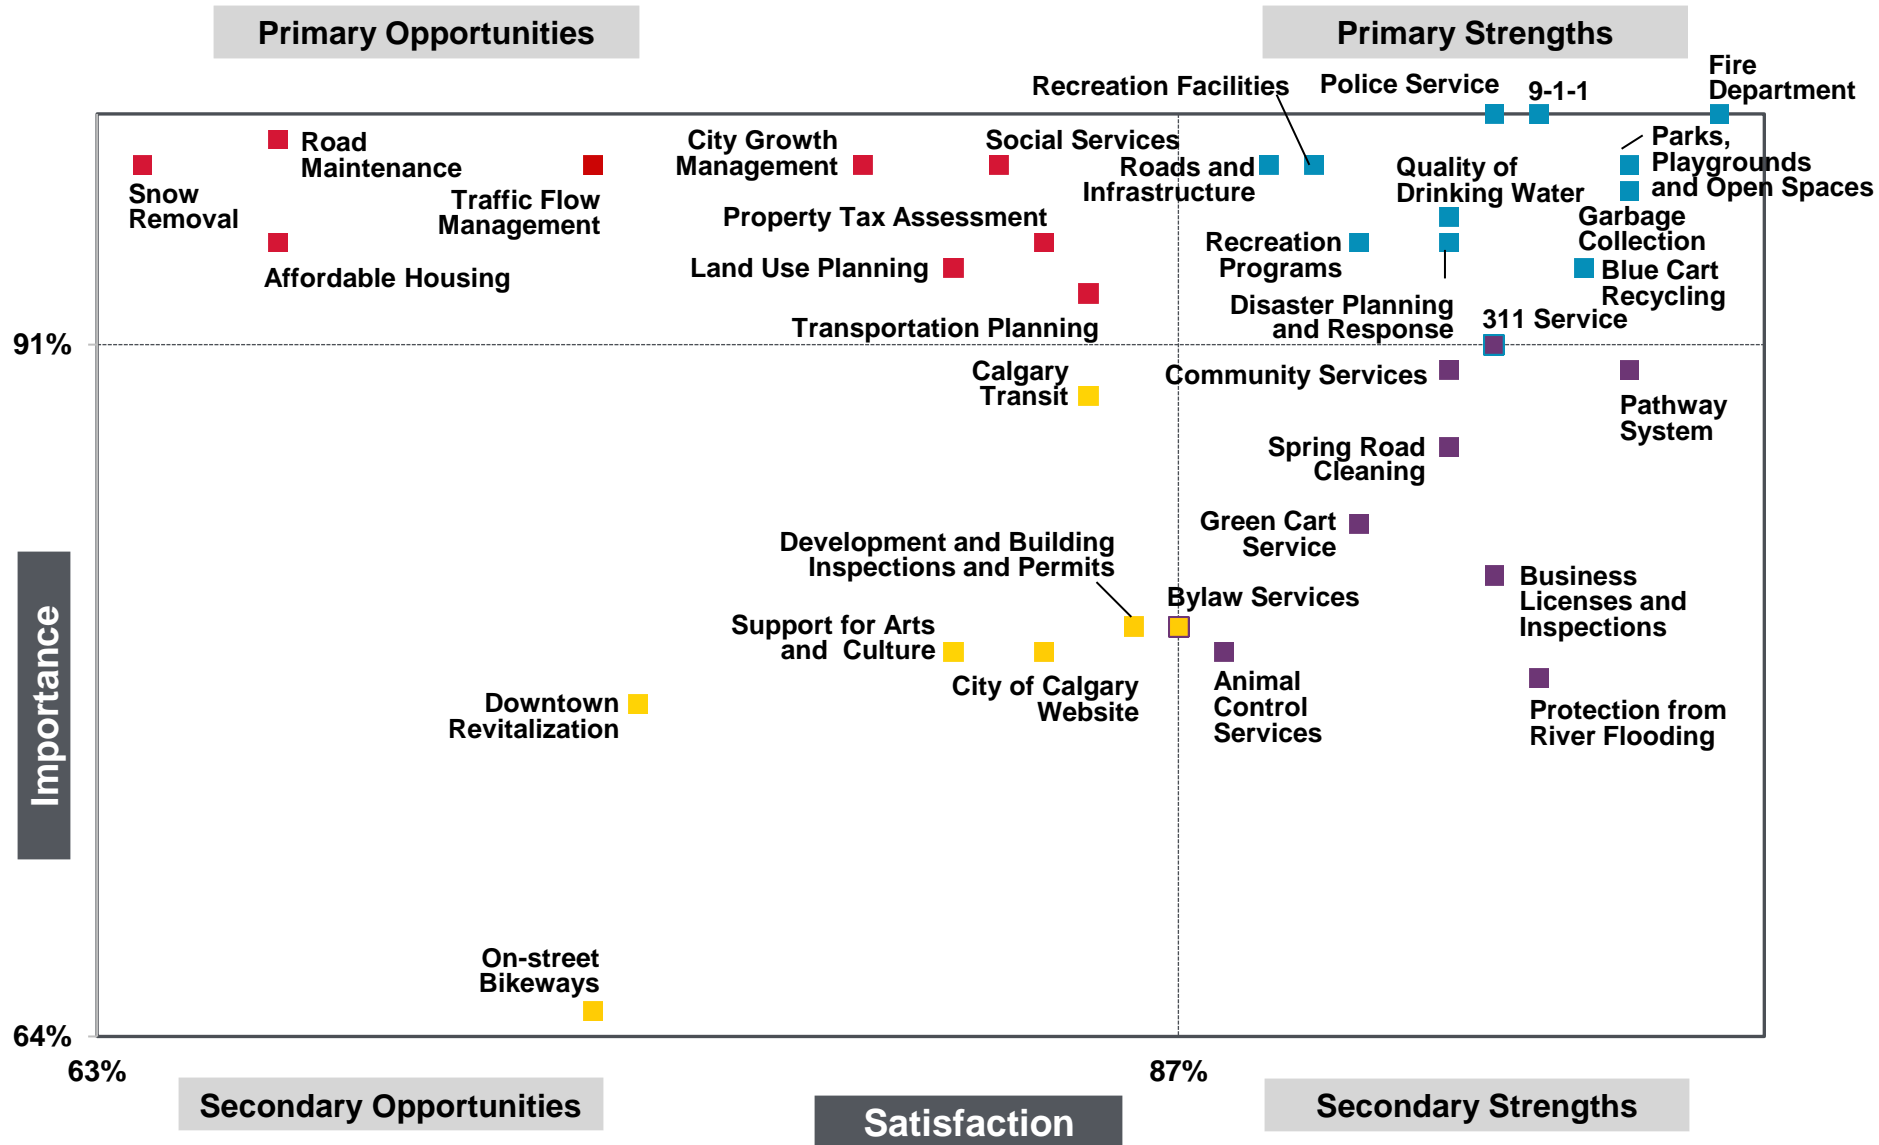 Primary Opportunities
Primary Strengths
Recreation Facilities
Police Service
9-1-1
Fire
Department
Road
Maintenance
Snow
Removal
Traffic Flow
Management
Affordable Housing
City Growth
Management
Social Services
Property Tax Assessment
Land Use Planning
Transportation Planning
Roads and
Infrastructure
Quality of
Drinking Water
Parks,
Playgrounds
and Open Spaces
Garbage
Collection
Recreation
Programs
Blue Cart
Recycling
Disaster Planning
and Response
311 Service
91%
Calgary
Transit
Community Services
Pathway
System
Spring Road
Cleaning
Green Cart
Service
Development and Building
Inspections and Permits
Bylaw Services
Business
Licenses and
Inspections
Support for Arts
and  Culture
City of Calgary
Website
Animal
Control
Services
Protection from
River Flooding
Downtown
Revitalization
Importance
On-street
Bikeways
64%
63%
87%
Secondary Opportunities
Satisfaction
Secondary Strengths